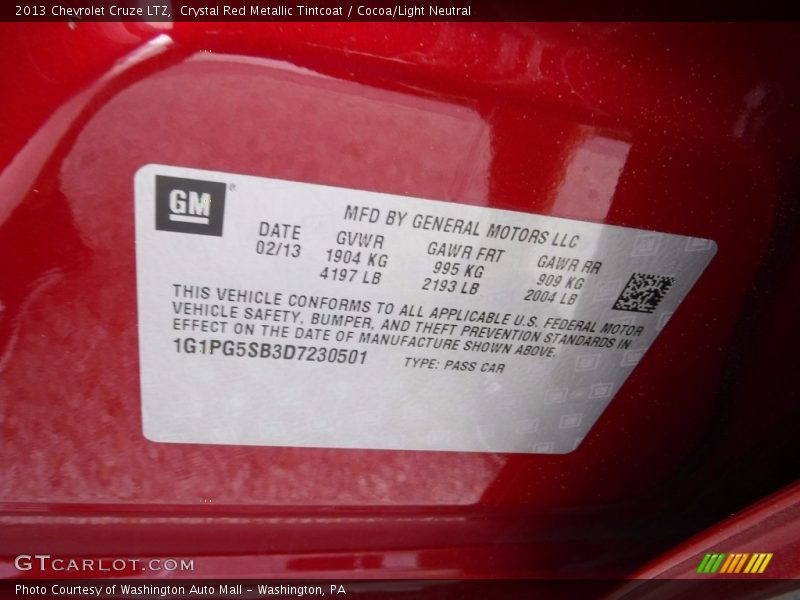 2013 Chevrolet Cruze LTZ,  Crystal Red Metallic Tintcoat / Cocoa/Light Neutral
GM®
MFD BY GENERAL MOTORS LLC
DATE GVWR GAWR FRT GAWR RR
02/13 1904 KG 995 KG 909 KG
4197 LB 2193 LB 2004 LB
THIS VEHICLE CONFORMS TO ALL APPLICABLE U.S. FEDERAL MOTOR
VEHICLE SAFETY, BUMPER, AND THEFT PREVENTION STANDARDS IN
EFFECT ON THE DATE OF MANUFACTURE SHOWN ABOVE.
1G1PG5SB3D7230501 TYPE: PASS CAR
GTCARLOT.COM
Photo Courtesy of Washington Auto Mall - Washington, PA